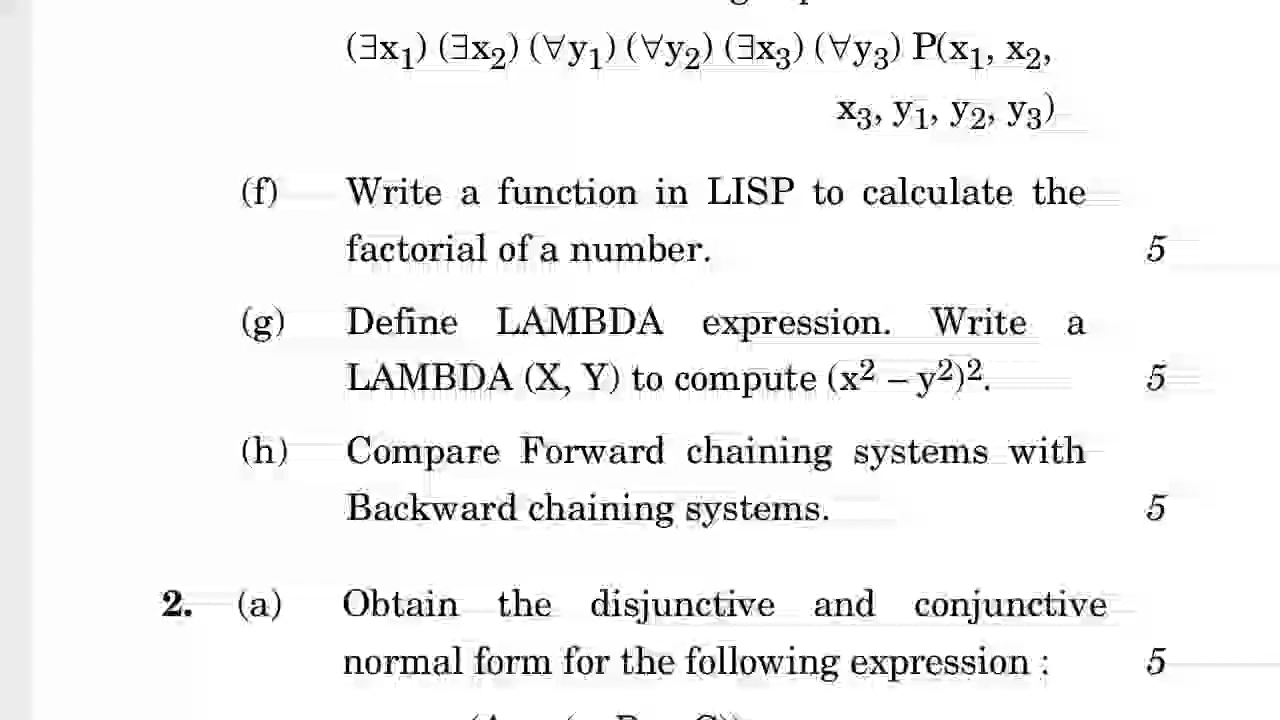 (∃x₁) (∃x₂) (∀y₁) (∀y₂) (∃x₃) (∀y₃) P(x₁, x₂,
x₃, y₁, y₂, y₃)
(f) Write a function in LISP to calculate the
factorial of a number. 5
(g) Define LAMBDA expression. Write a
LAMBDA (X, Y) to compute (x² – y²)². 5
(h) Compare Forward chaining systems with
Backward chaining systems. 5
2. (a) Obtain the disjunctive and conjunctive
normal form for the following expression : 5